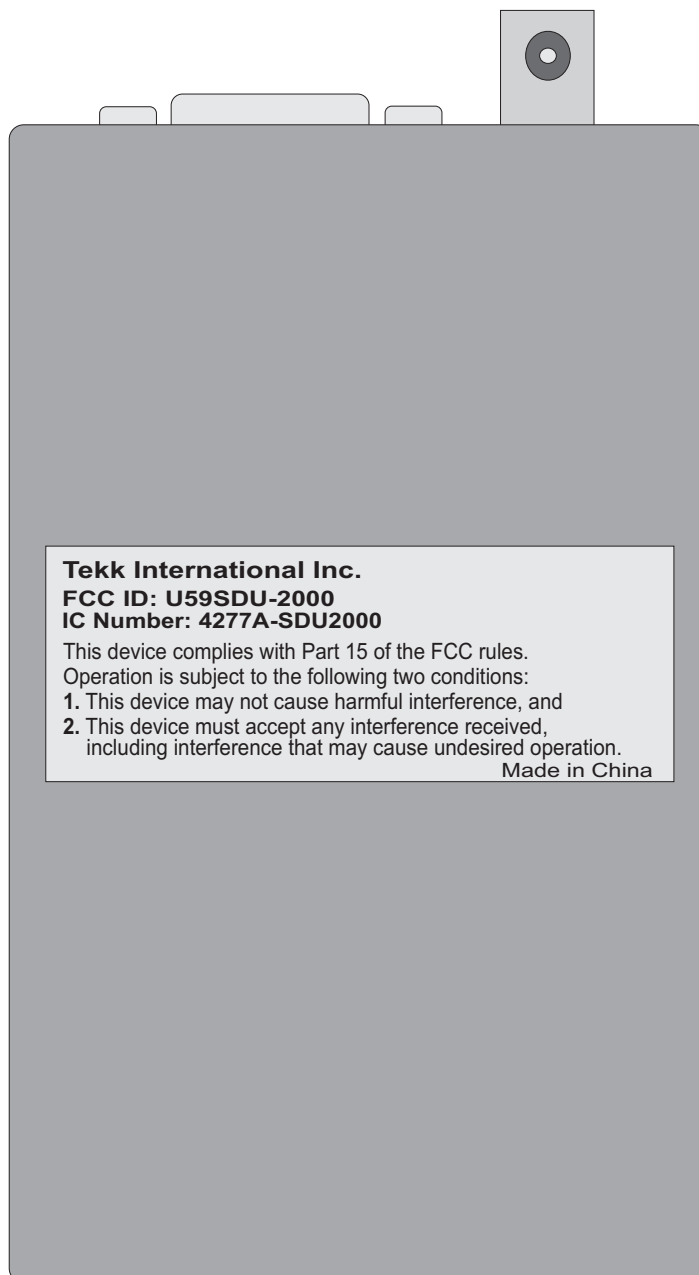 Tekk International Inc.
FCC ID: U59SDU-2000
IC Number: 4277A-SDU2000
This device complies with Part 15 of the FCC rules.
Operation is subject to the following two conditions:
1. This device may not cause harmful interference, and
2. This device must accept any interference received,
including interference that may cause undesired operation.
Made in China